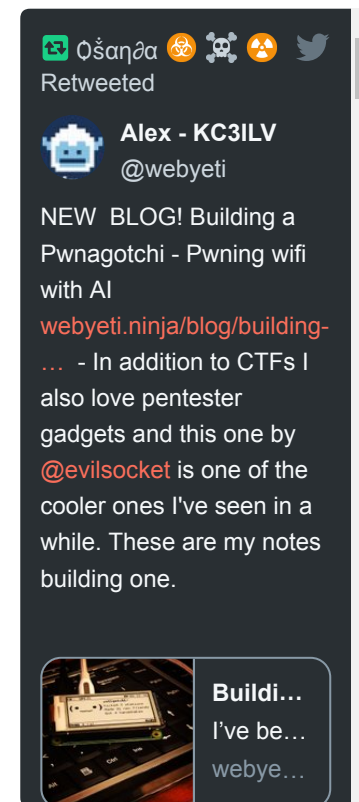 Ọṧαη∂α
Retweeted
Alex - KC3ILV
@webyeti
NEW BLOG! Building a
Pwnagotchi - Pwning wifi
with AI
webyeti.ninja/blog/building-
… - In addition to CTFs I
also love pentester
gadgets and this one by
@evilsocket is one of the
cooler ones I've seen in a
while. These are my notes
building one.
Buildi…
I’ve be…
webye…